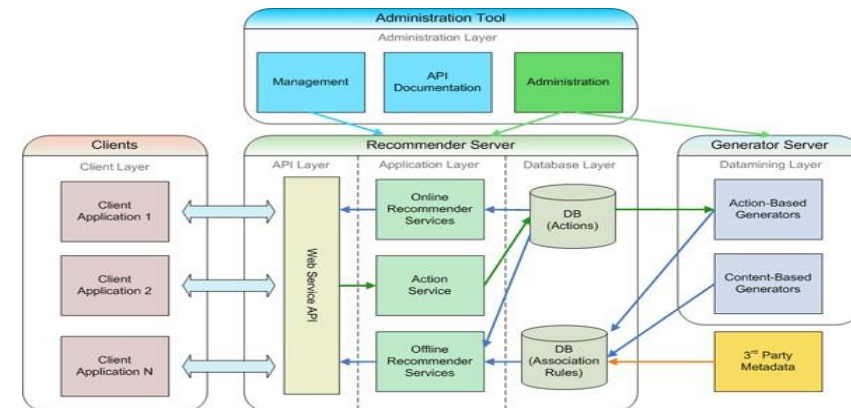 Administration Tool
Administration Layer
Management
API
Documentation
Administration
Clients
Client Layer
Client
Application 1
Client
Application 2
Client
Application N
Recommender Server
API Layer
Application Layer
Database Layer
Web Service API
Online
Recommender
Services
Action
Service
Offline
Recommender
Services
DB
(Actions)
DB
(Association
Rules)
Generator Server
Datamining Layer
Action-Based
Generators
Content-Based
Generators
3rd Party
Metadata